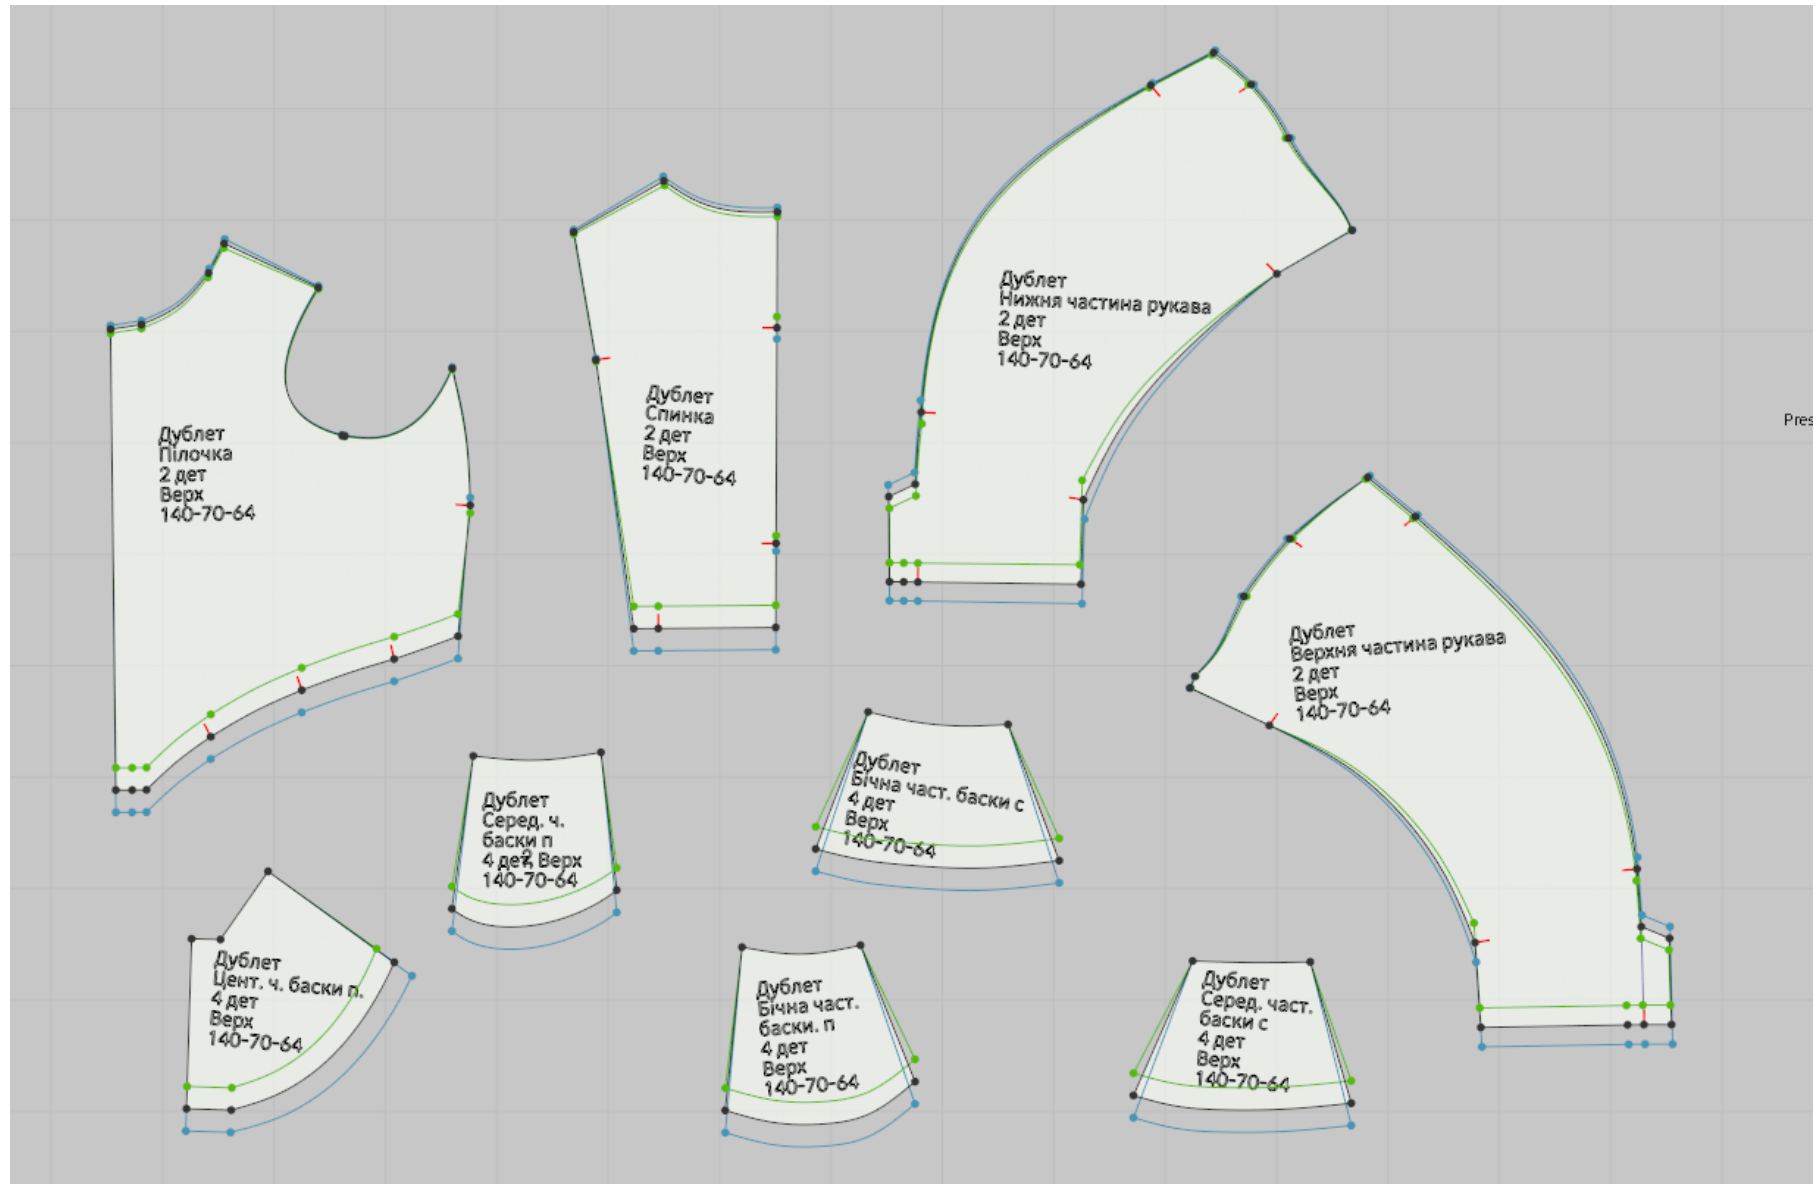 Дублет
Нижня частина рукава
2 дет
Верх
140-70-64
Дублет
Спинка
2 дет
Верх
140-70-64
Pres
Дублет
Пілочка
2 дет
Верх
140-70-64
Дублет
Верхня частина рукава
2 дет
Верх
140-70-64
Дублет
Бічна част. баски с
4 дет
Верх
140-70-64
Дублет
Серед. ч.
баски п
4 дет, Верх
140-70-64
Дублет
Цент. ч. баски п.
4 дет
Верх
140-70-64
Дублет
Бічна част.
баски. п
4 дет
Верх
140-70-64
Дублет
Серед. част.
баски с
4 дет
Верх
140-70-64